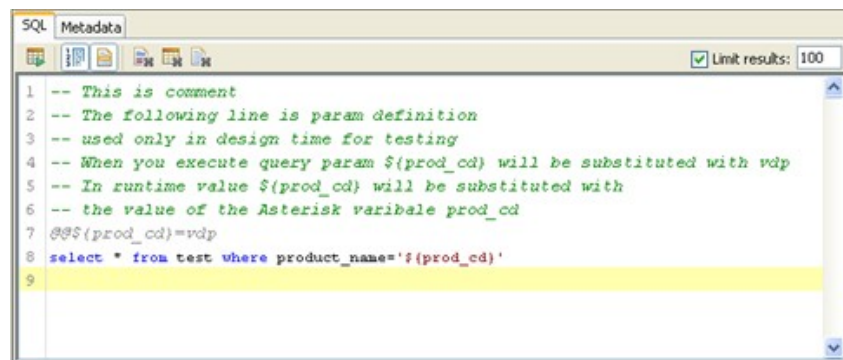 SQL Metadata
Limit results: 100
1 -- This is comment
2 -- The following line is param definition
3 -- used only in design time for testing
4 -- When you execute query param ${prod_cd} will be substituted with vdp
5 -- In runtime value ${prod_cd} will be substituted with
6 -- the value of the Asterisk varibale prod_cd
7 @@${prod_cd}=vdp
8 select * from test where product_name='${prod_cd}'
9